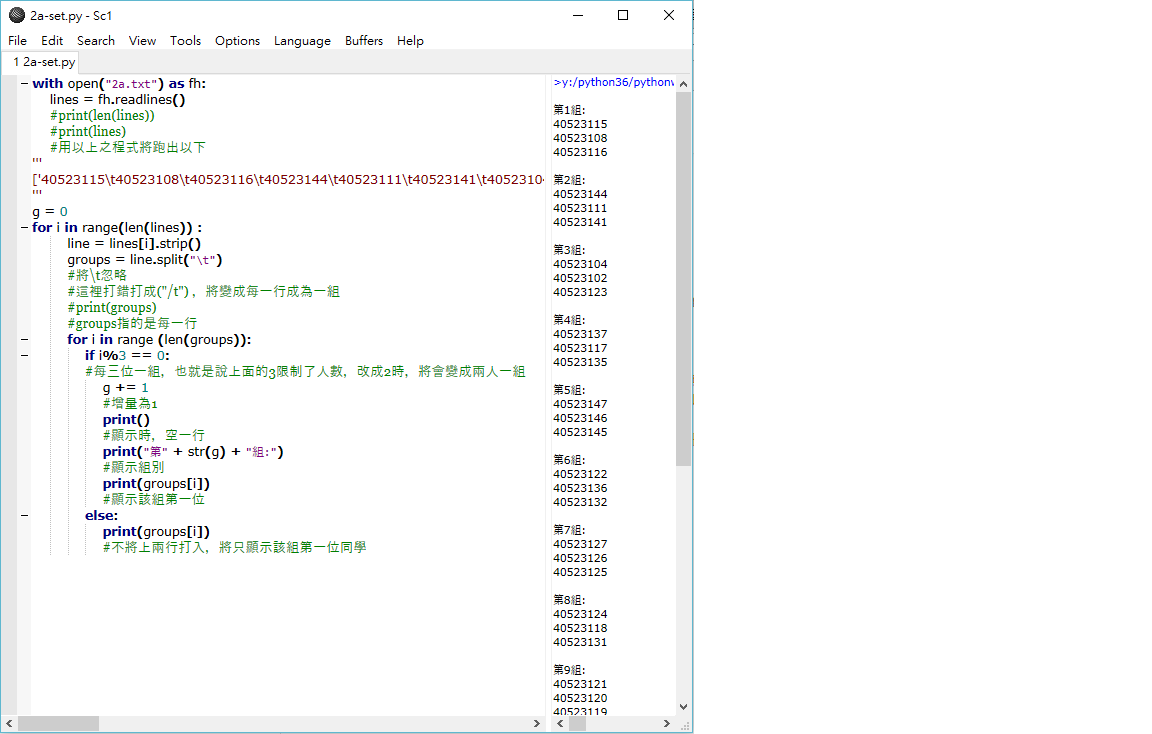 2a-set.py - Sc1
File Edit Search View Tools Options Language Buffers Help
1 2a-set.py
with open("2a.txt") as fh:
lines = fh.readlines()
#print(len(lines))
#print(lines)
#用以上之程式將跑出以下
'''
['40523115\t40523108\t40523116\t40523144\t40523111\t40523141\t4052310
'''
g = 0
for i in range(len(lines)) :
line = lines[i].strip()
groups = line.split("\t")
#將\t忽略
#這裡打錯打成("/t") , 將變成每一行成為一組
#print(groups)
#groups指的是每一行
for i in range (len(groups)):
if i%3 == 0:
#每三位一組, 也就是說上面的3限制了人數, 改成2時, 將會變成兩人一組
g += 1
#增量為1
print()
#顯示時, 空一行
print("第" + str(g) + "組:")
#顯示組別
print(groups[i])
#顯示該組第一位
else:
print(groups[i])
#不將上兩行打入, 將只顯示該組第一位同學
>y:/python36/python
第1組:
40523115
40523108
40523116
第2組:
40523144
40523111
40523141
第3組:
40523104
40523102
40523123
第4組:
40523137
40523117
40523135
第5組:
40523147
40523146
40523145
第6組:
40523122
40523136
40523132
第7組:
40523127
40523126
40523125
第8組:
40523124
40523118
40523131
第9組:
40523121
40523120
40523119